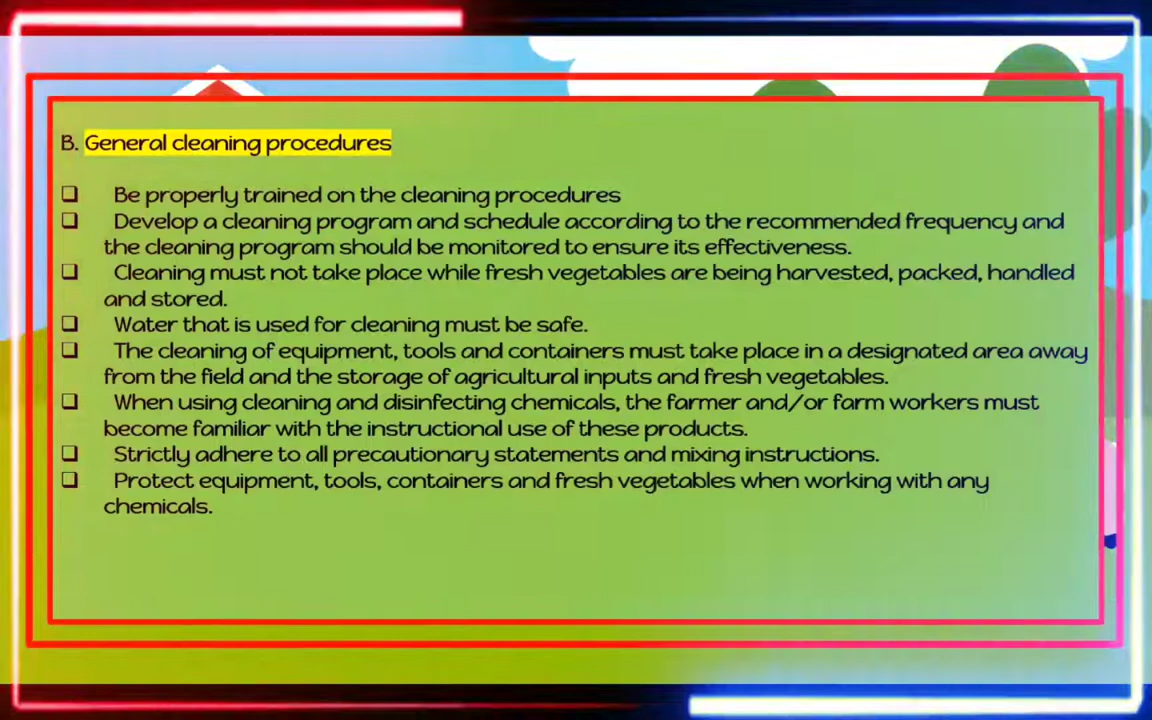 B. General cleaning procedures
❑ Be properly trained on the cleaning procedures
❑ Develop a cleaning program and schedule according to the recommended frequency and
the cleaning program should be monitored to ensure its effectiveness.
❑ Cleaning must not take place while fresh vegetables are being harvested, packed, handled
and stored.
❑ Water that is used for cleaning must be safe.
❑ The cleaning of equipment, tools and containers must take place in a designated area away
from the field and the storage of agricultural inputs and fresh vegetables.
❑ When using cleaning and disinfecting chemicals, the farmer and/or farm workers must
become familiar with the instructional use of these products.
❑ Strictly adhere to all precautionary statements and mixing instructions.
❑ Protect equipment, tools, containers and fresh vegetables when working with any
chemicals.